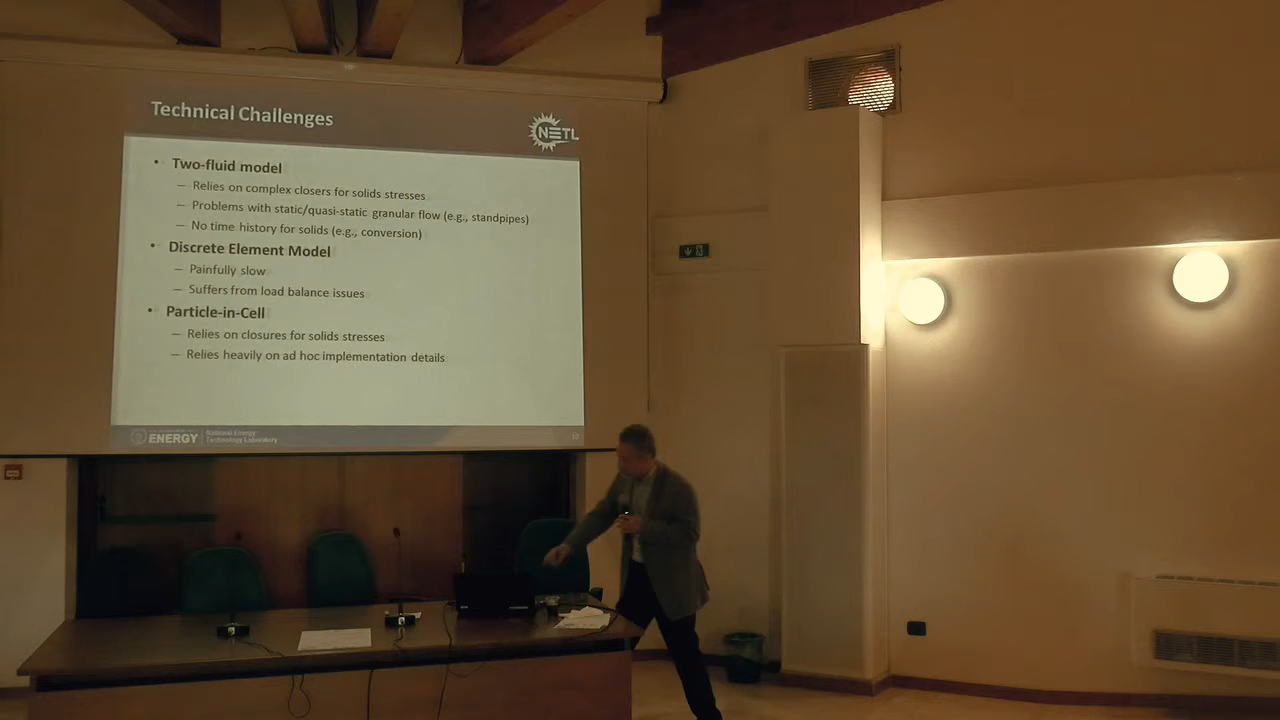 Technical Challenges
NETL
• Two-fluid model
– Relies on complex closers for solids stresses
– Problems with static/quasi-static granular flow (e.g., standpipes)
– No time history for solids (e.g., conversion)
• Discrete Element Model
– Painfully slow
– Suffers from load balance issues
• Particle-in-Cell
– Relies on closures for solids stresses
– Relies heavily on ad hoc implementation details
ENERGY
National Energy
Technology Laboratory